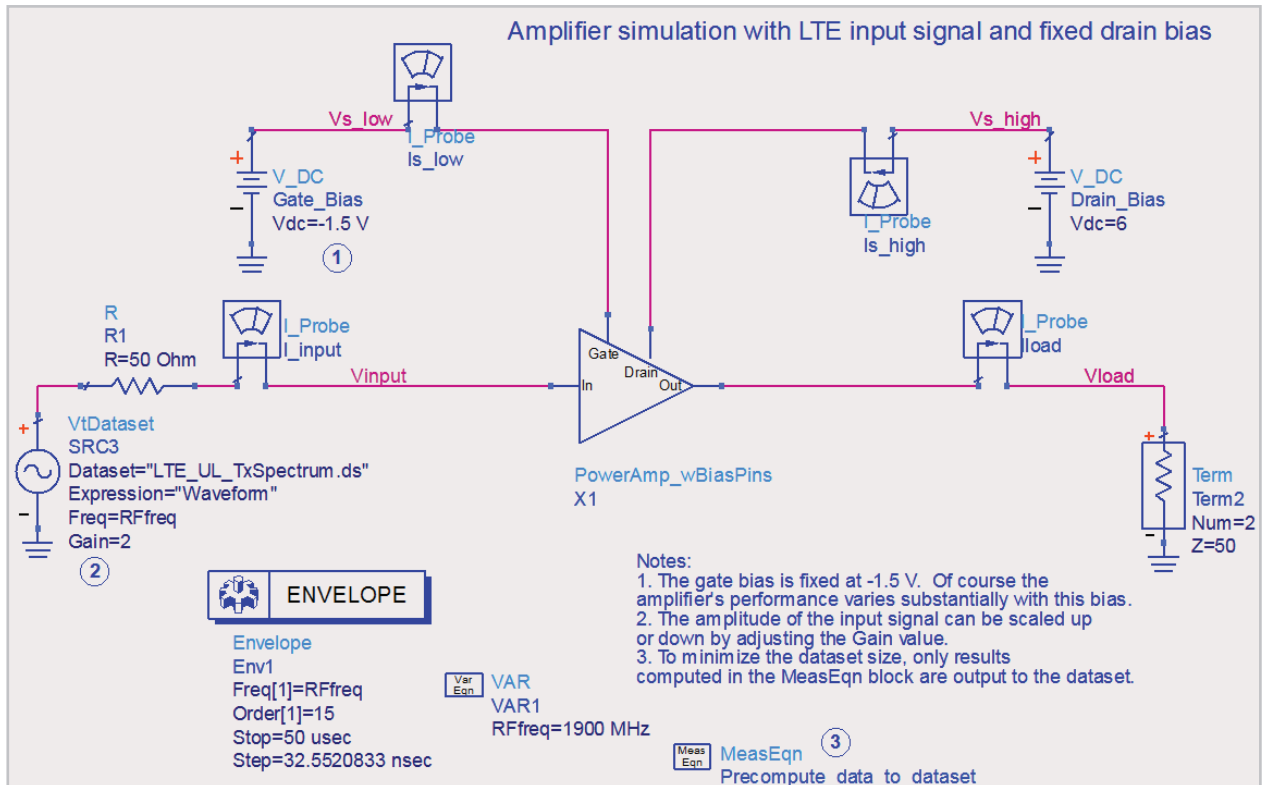 Amplifier simulation with LTE input signal and fixed drain bias
Vs_low
I_Probe
Is_low
Vs_high
+
V_DC
Gate_Bias
Vdc=-1.5 V
-
1
I_Probe
Is_high
+
V_DC
Drain_Bias
Vdc=6
-
R
R1
R=50 Ohm
I_Probe
I_input
Vinput
Gate
Drain
In
Out
I_Probe
Iload
Vload
+
VtDataset
SRC3
Dataset="LTE_UL_TxSpectrum.ds"
Expression="Waveform"
Freq=RFfreq
Gain=2
-
2
PowerAmp_wBiasPins
X1
+
Term
Term2
Num=2
Z=50
-
ENVELOPE
Envelope
Env1
Freq[1]=RFfreq
Order[1]=15
Stop=50 usec
Step=32.5520833 nsec
Var
Eqn
VAR
VAR1
RFfreq=1900 MHz
Notes:
1. The gate bias is fixed at -1.5 V.  Of course the
amplifier's performance varies substantially with this bias.
2. The amplitude of the input signal can be scaled up
or down by adjusting the Gain value.
3. To minimize the dataset size, only results
computed in the MeasEqn block are output to the dataset.
Meas
Eqn
MeasEqn
3
Precompute_data_to_dataset